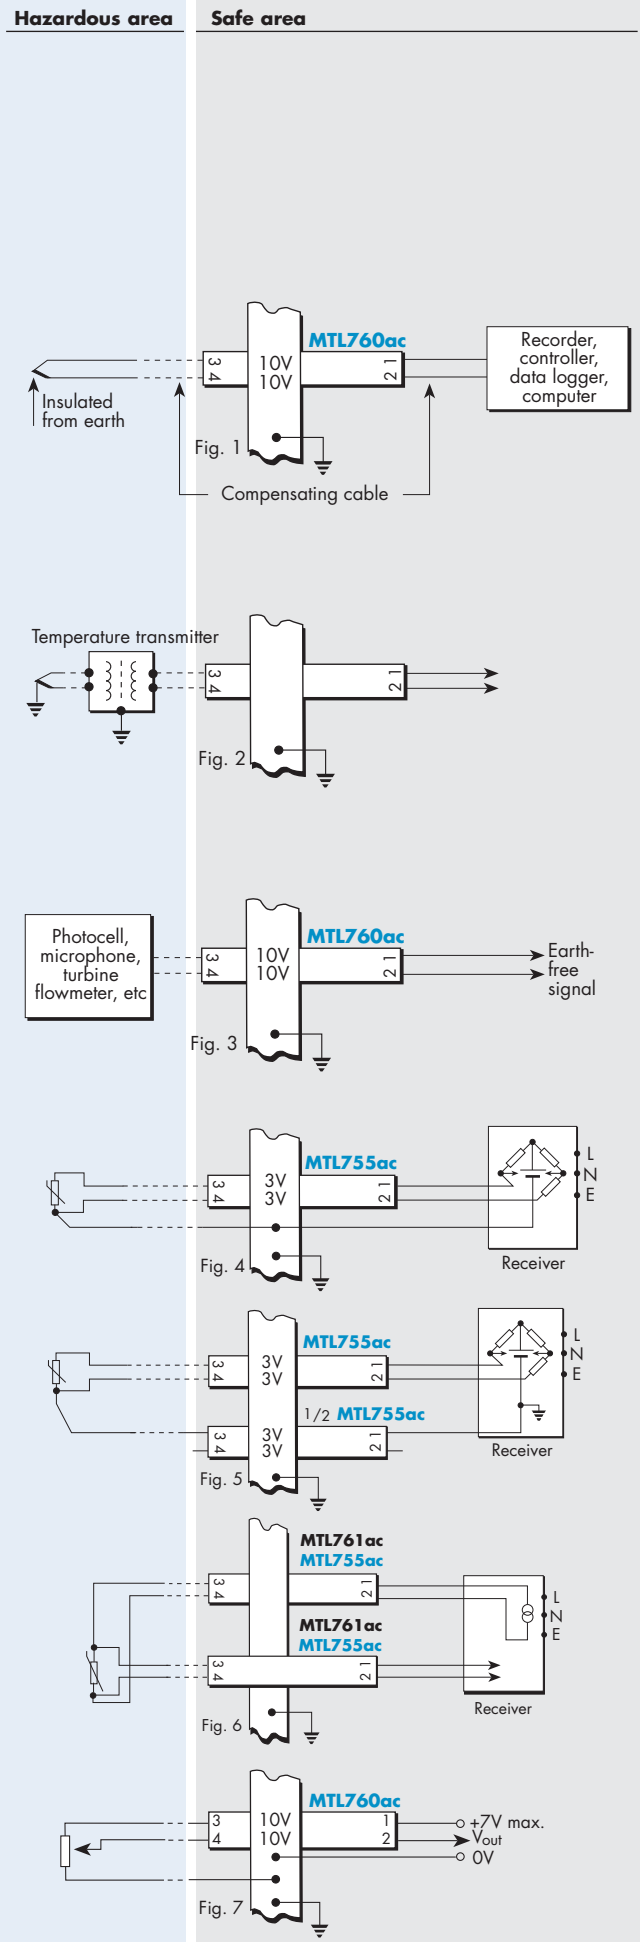 Hazardous area
Safe area
MTL760ac
3
4
10V
10V
1
2
Recorder,
controller,
data logger,
computer
Insulated
from earth
Fig. 1
Compensating cable
Temperature transmitter
3
4
1
2
Fig. 2
Photocell,
microphone,
turbine
flowmeter, etc
MTL760ac
3
4
10V
10V
1
2
Earth-
free
signal
Fig. 3
MTL755ac
3
4
3V
3V
1
2
L
N
E
Receiver
Fig. 4
MTL755ac
3
4
3V
3V
1
2
L
N
E
1/2 MTL755ac
3
4
3V
3V
1
2
Receiver
Fig. 5
MTL761ac
MTL755ac
3
4
1
2
L
N
E
MTL761ac
MTL755ac
3
4
1
2
Receiver
Fig. 6
MTL760ac
3
4
10V
10V
1
2
+7V max.
Vout
0V
Fig. 7